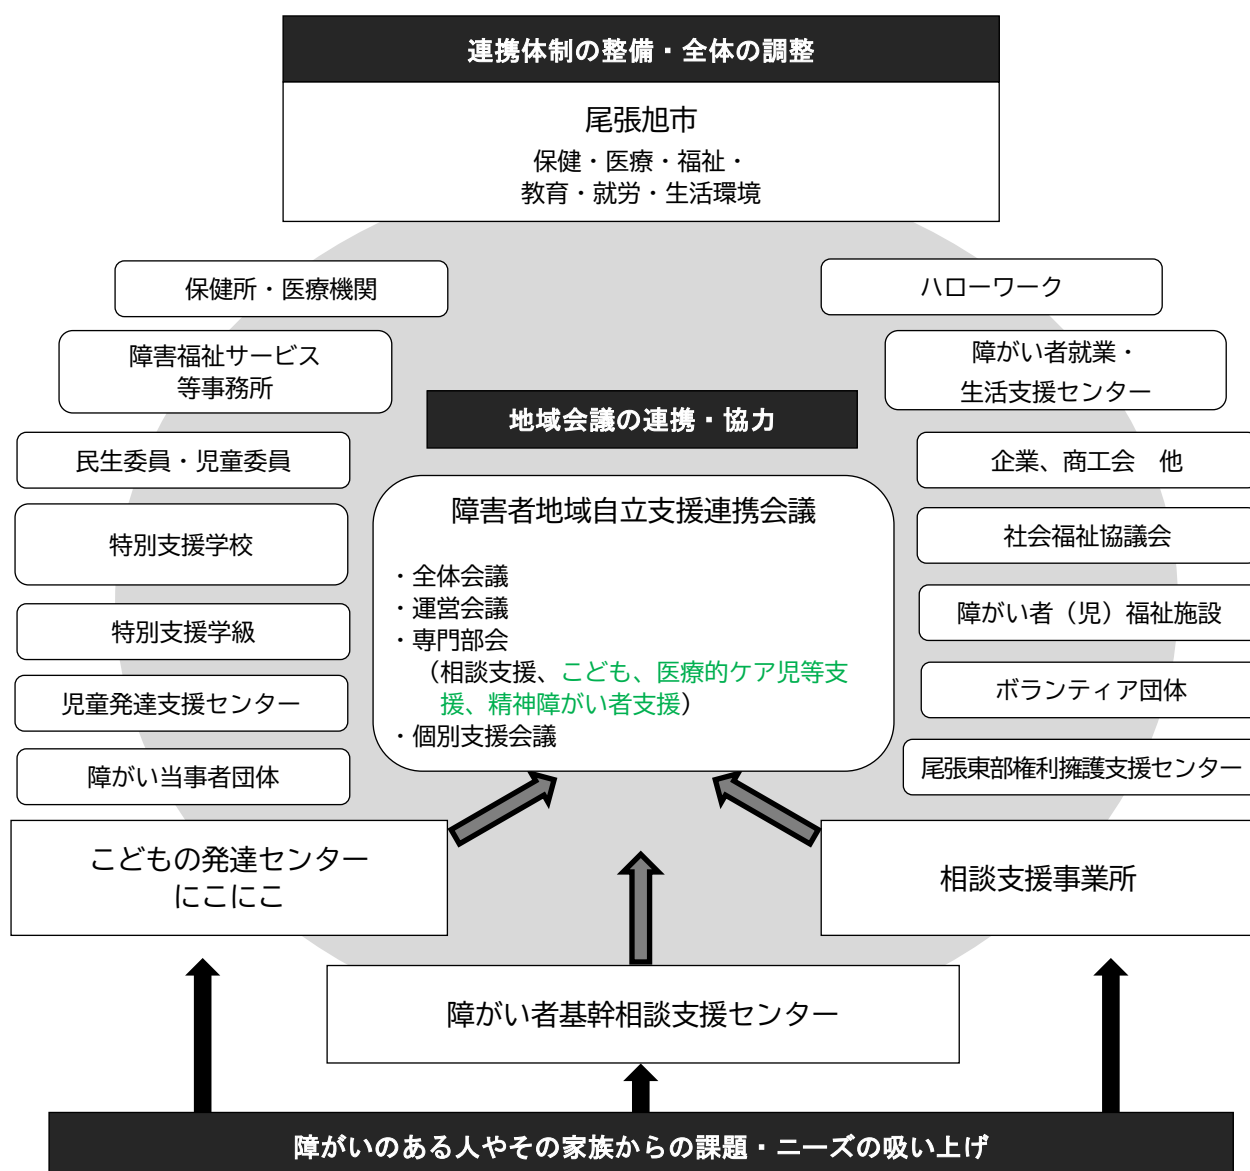 連携体制の整備・全体の調整
尾張旭市
保健・医療・福祉・
教育・就労・生活環境
保健所・医療機関
障害福祉サービス
等事務所
民生委員・児童委員
特別支援学校
特別支援学級
児童発達支援センター
障がい当事者団体
ハローワーク
障がい者就業・
生活支援センター
企業、商工会　他
社会福祉協議会
障がい者（児）福祉施設
ボランティア団体
尾張東部権利擁護支援センター
地域会議の連携・協力
障害者地域自立支援連携会議
・全体会議
・運営会議
・専門部会
（相談支援、こども、医療的ケア児等支
援、精神障がい者支援）
・個別支援会議
こどもの発達センター
にこにこ
相談支援事業所
障がい者基幹相談支援センター
障がいのある人やその家族からの課題・ニーズの吸い上げ